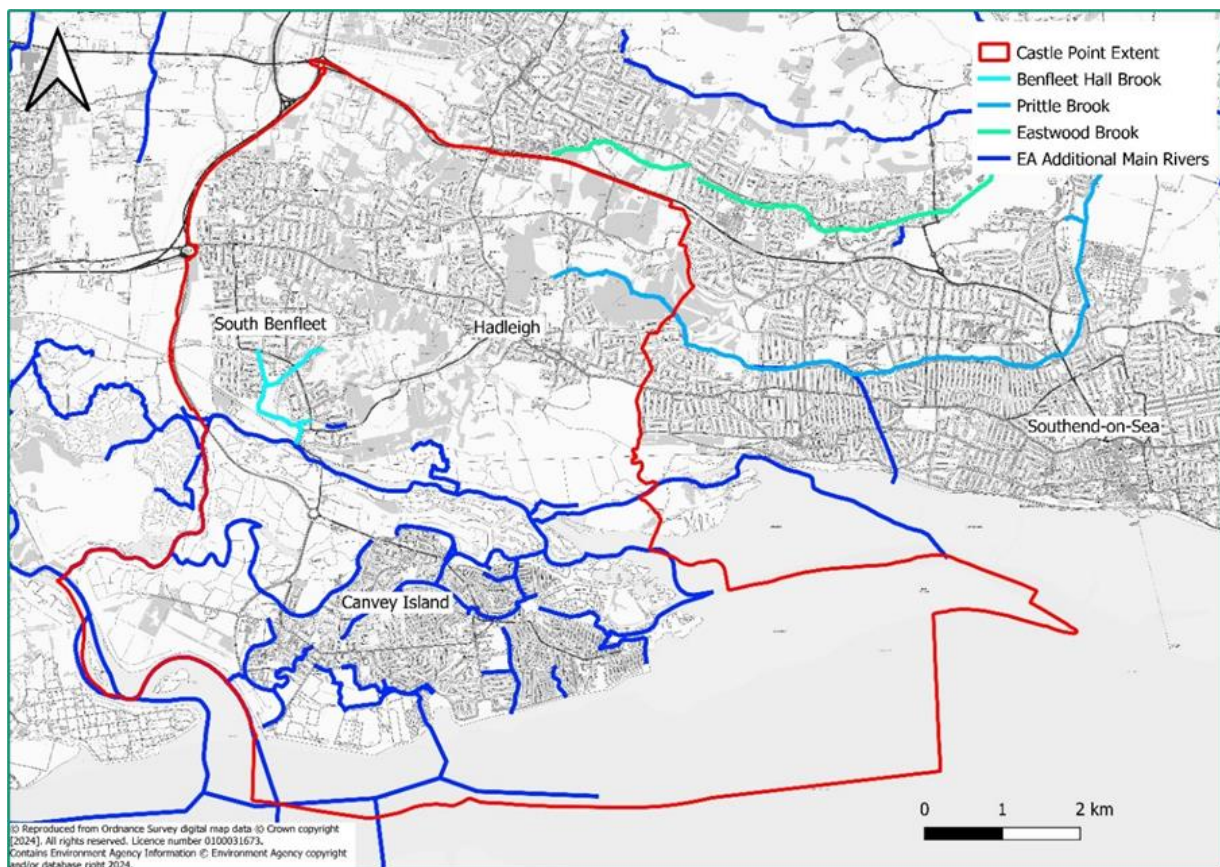 Castle Point Extent
Benfleet Hall Brook
Prittle Brook
Eastwood Brook
EA Additional Main Rivers
South Benfleet
Hadleigh
Southend-on-Sea
Canvey Island
0 1 2 km
© Reproduced from Ordnance Survey digital map data © Crown copyright
[2024]. All rights reserved. Licence number 0100031673.
Contains Environment Agency Information © Environment Agency copyright
and/or database right 2024.